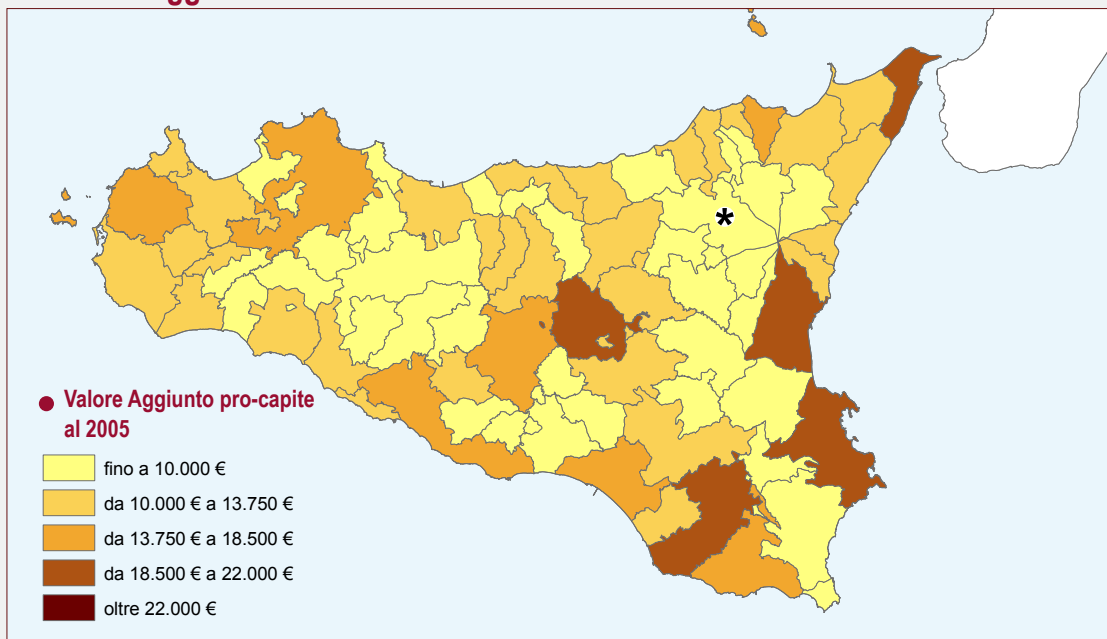 Valore Aggiunto pro-capite
al 2005
fino a 10.000 €
da 10.000 € a 13.750 €
da 13.750 € a 18.500 €
da 18.500 € a 22.000 €
oltre 22.000 €
*